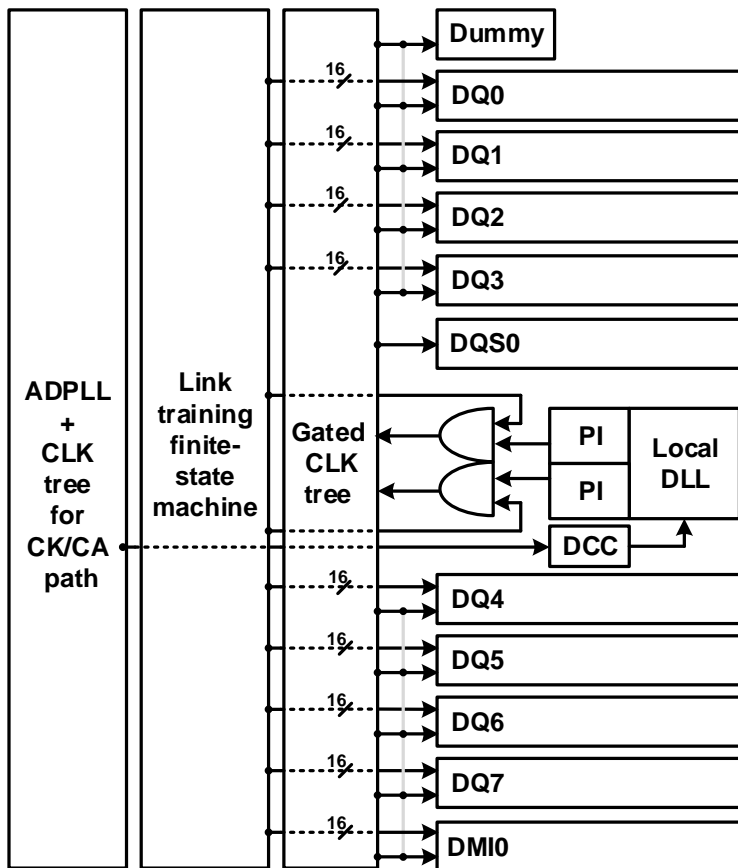 Dummy
16
DQ0
16
DQ1
16
DQ2
16
DQ3
DQS0
ADPLL
+
CLK
tree
for
CK/CA
path
Link
training
finite-
state
machine
Gated
CLK
tree
PI
PI
Local
DLL
DCC
16
DQ4
16
DQ5
16
DQ6
16
DQ7
16
DMI0